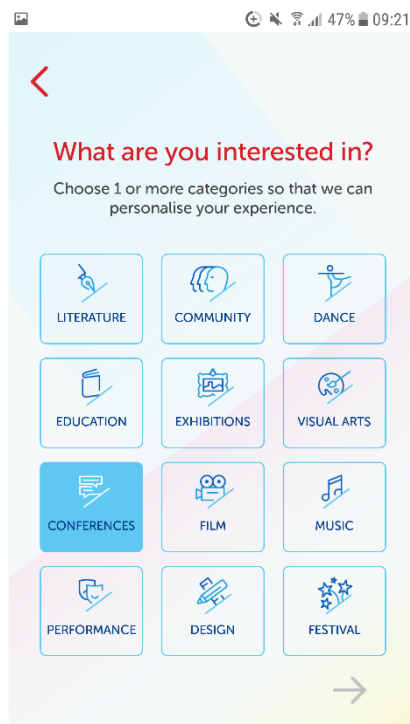 47% 09:21
What are you interested in?
Choose 1 or more categories so that we can
personalise your experience.
LITERATURE COMMUNITY DANCE
EDUCATION EXHIBITIONS VISUAL ARTS
CONFERENCES FILM MUSIC
PERFORMANCE DESIGN FESTIVAL